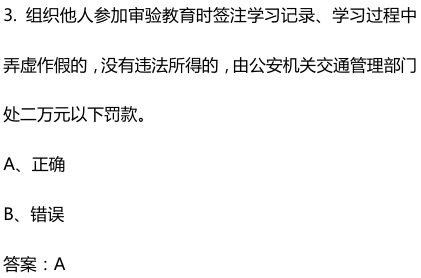 3. 组织他人参加审验教育时签注学习记录、学习过程中
弄虚作假的，没有违法所得的，由公安机关交通管理部门
处二万元以下罚款。
A、正确
B、错误
答案：A